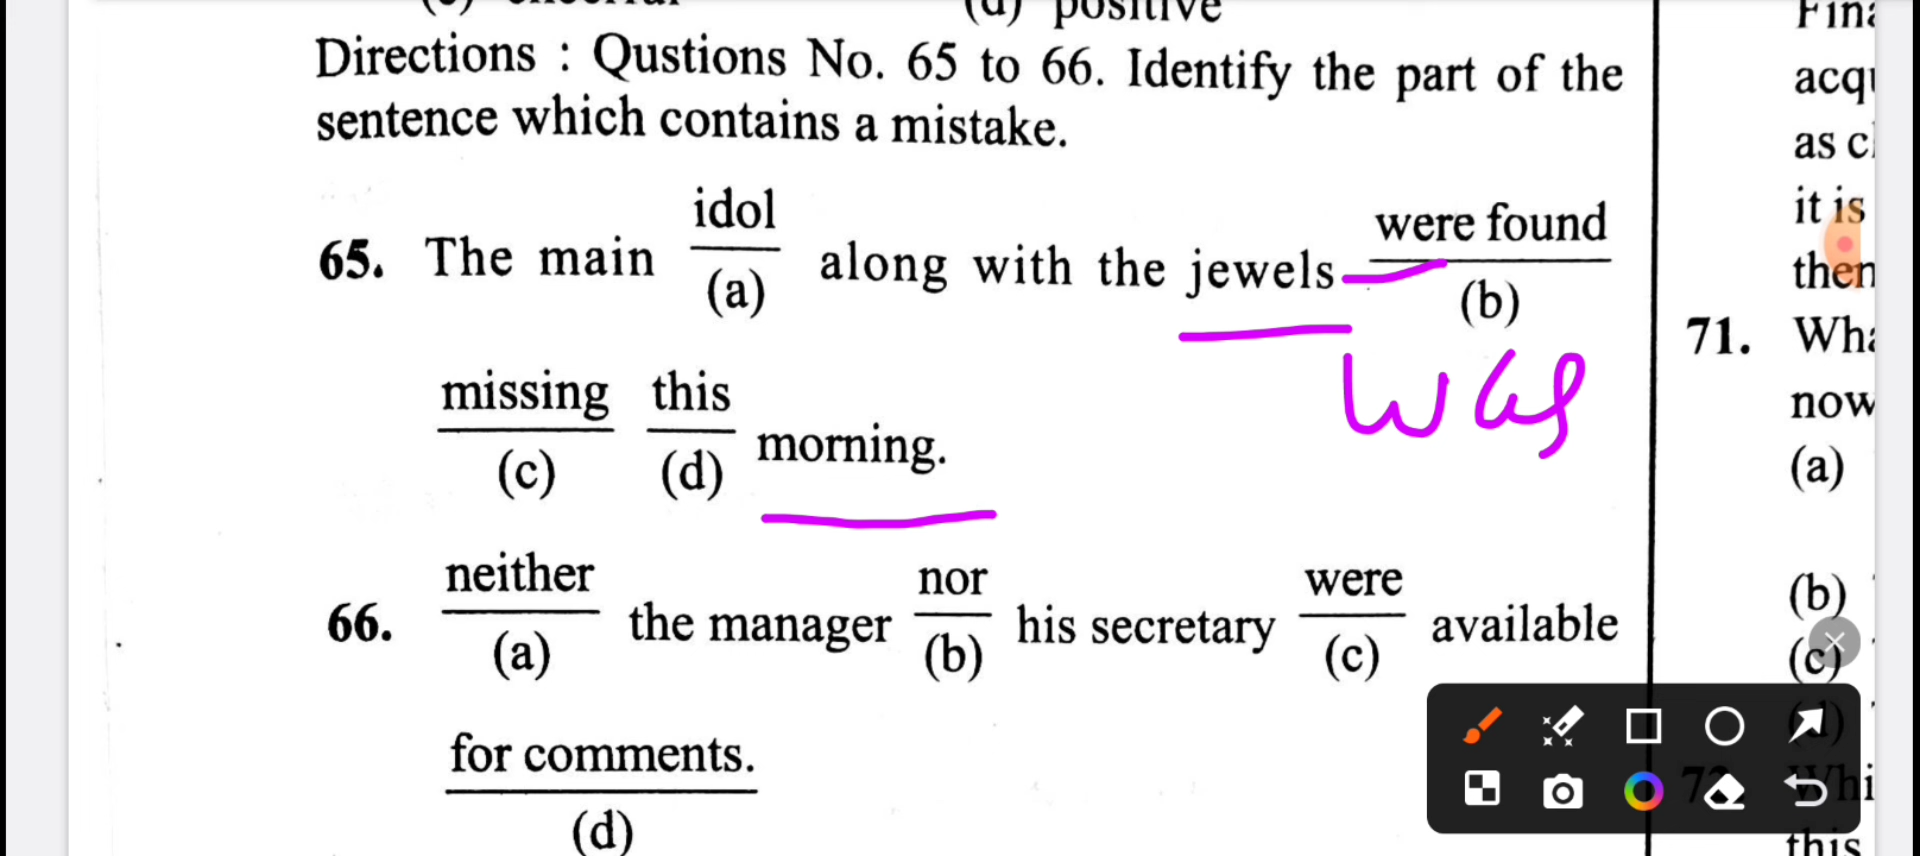 (d) positive
Directions : Qustions No. 65 to 66. Identify the part of the
sentence which contains a mistake.
65. The main idol (a) along with the jewels were found (b)
was
missing (c) this (d) morning.
66. neither (a) the manager nor (b) his secretary were (c) available
for comments. (d)
as
it is
then
71.
now
(a)
(b)
(c)
this